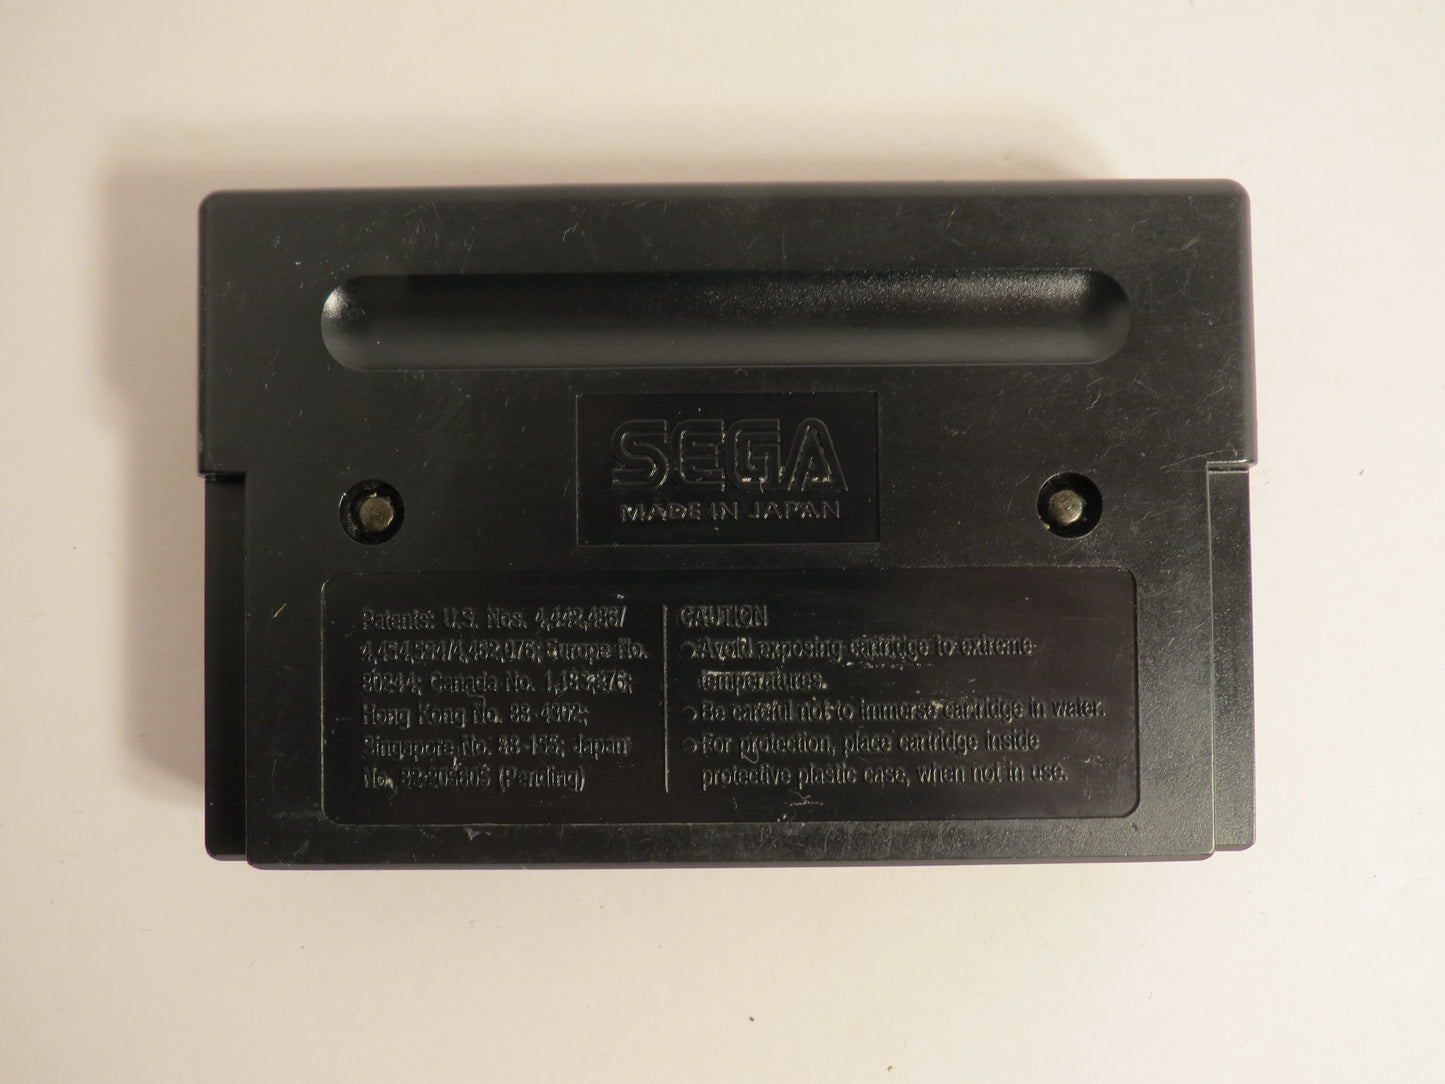 SEGA
MADE IN JAPAN
Patents: U.S. Nos. 4,442,486/
4,454,594/4,462,076; Europe No.
80244; Canada No. 1,183,276;
Hong Kong No. 88-4302;
Singapore No. 88-155; Japan
No. 82-205605 (Pending)
CAUTION
Avoid exposing cartridge to extreme
temperatures.
Be careful not to immerse cartridge in water.
For protection, place cartridge inside
protective plastic case, when not in use.